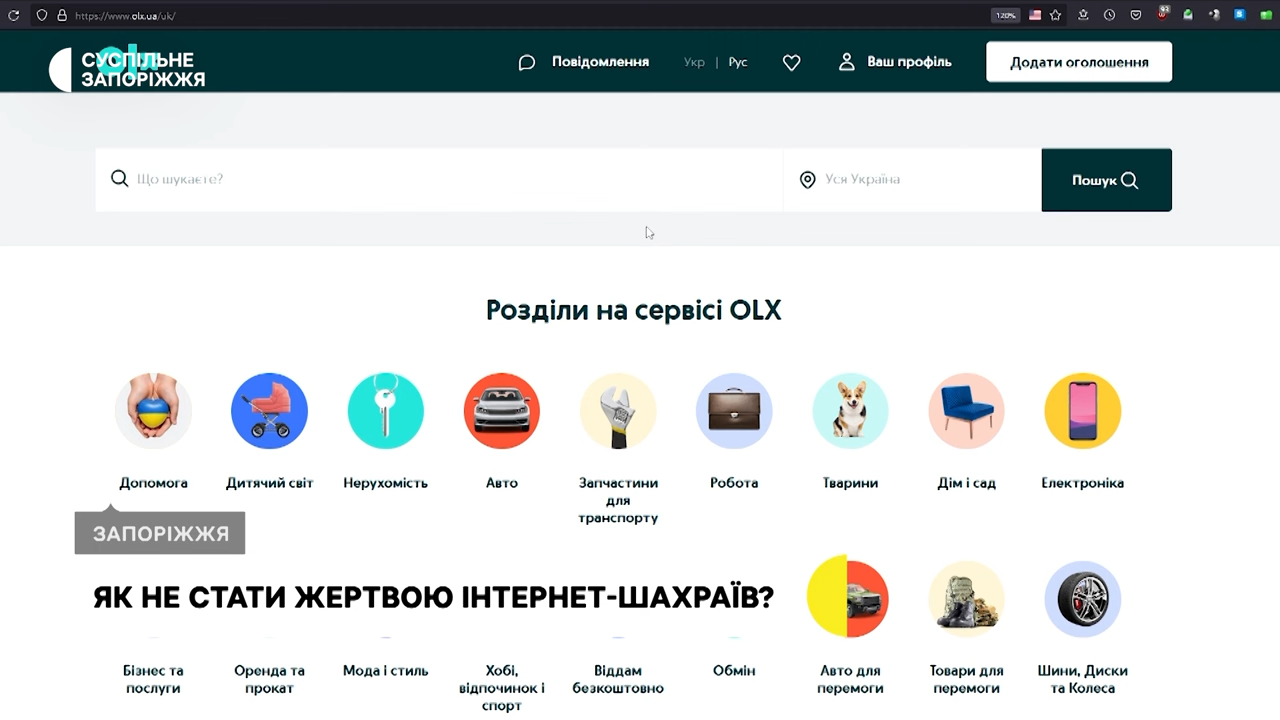 https://www.olx.ua/uk/
120%
93
СУСПІЛЬНЕ
ЗАПОРІЖЖЯ
Повідомлення
Укр | Рус
Ваш профіль
Додати оголошення
Що шукаєте?
Уся Україна
Пошук
Розділи на сервісі OLX
Допомога
Дитячий світ
Нерухомість
Авто
Запчастини
для
транспорту
Робота
Тварини
Дім і сад
Електроніка
ЗАПОРІЖЖЯ
ЯК НЕ СТАТИ ЖЕРТВОЮ ІНТЕРНЕТ-ШАХРАЇВ?
Бізнес та
послуги
Оренда та
прокат
Мода і стиль
Хобі,
відпочинок і
спорт
Віддам
безкоштовно
Обмін
Авто для
перемоги
Товари для
перемоги
Шини, Диски
та Колеса